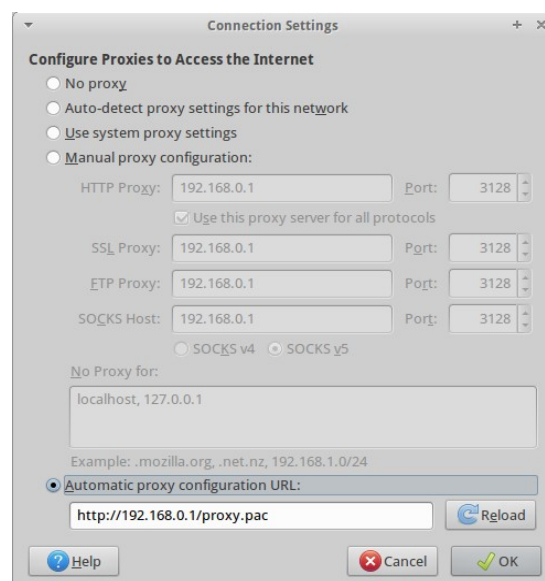 Connection Settings
Configure Proxies to Access the Internet
No proxy
Auto-detect proxy settings for this network
Use system proxy settings
Manual proxy configuration:
HTTP Proxy: 192.168.0.1 Port: 3128
Use this proxy server for all protocols
SSL Proxy: 192.168.0.1 Port: 3128
FTP Proxy: 192.168.0.1 Port: 3128
SOCKS Host: 192.168.0.1 Port: 3128
SOCKS v4 SOCKS v5
No Proxy for:
localhost, 127.0.0.1
Example: .mozilla.org, .net.nz, 192.168.1.0/24
Automatic proxy configuration URL:
http://192.168.0.1/proxy.pac Reload
Help Cancel OK